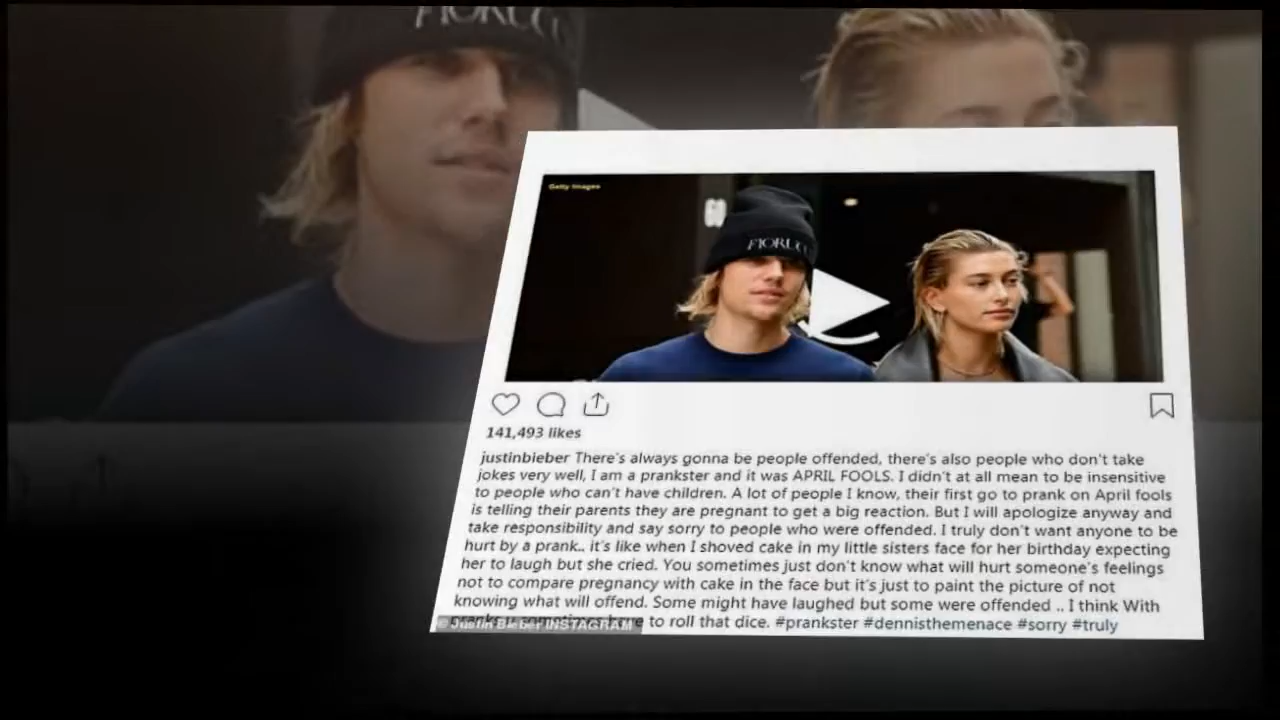 FIORUCCI
Getty Images
60
FIORUCC
141,493 likes
justinbieber There's always gonna be people offended, there's also people who don't take
jokes very well, I am a prankster and it was APRIL FOOLS. I didn't at all mean to be insensitive
to people who can't have children. A lot of people I know, their first go to prank on April fools
is telling their parents they are pregnant to get a big reaction. But I will apologize anyway and
take responsibility and say sorry to people who were offended. I truly don't want anyone to be
hurt by a prank.. it's like when I shoved cake in my little sisters face for her birthday expecting
her to laugh but she cried. You sometimes just don't know what will hurt someone's feelings
not to compare pregnancy with cake in the face but it's just to paint the picture of not
knowing what will offend. Some might have laughed but some were offended .. I think With
to roll that dice. #prankster #dennisthemenace #sorry #truly
© Justin Bieber INSTAGRAM